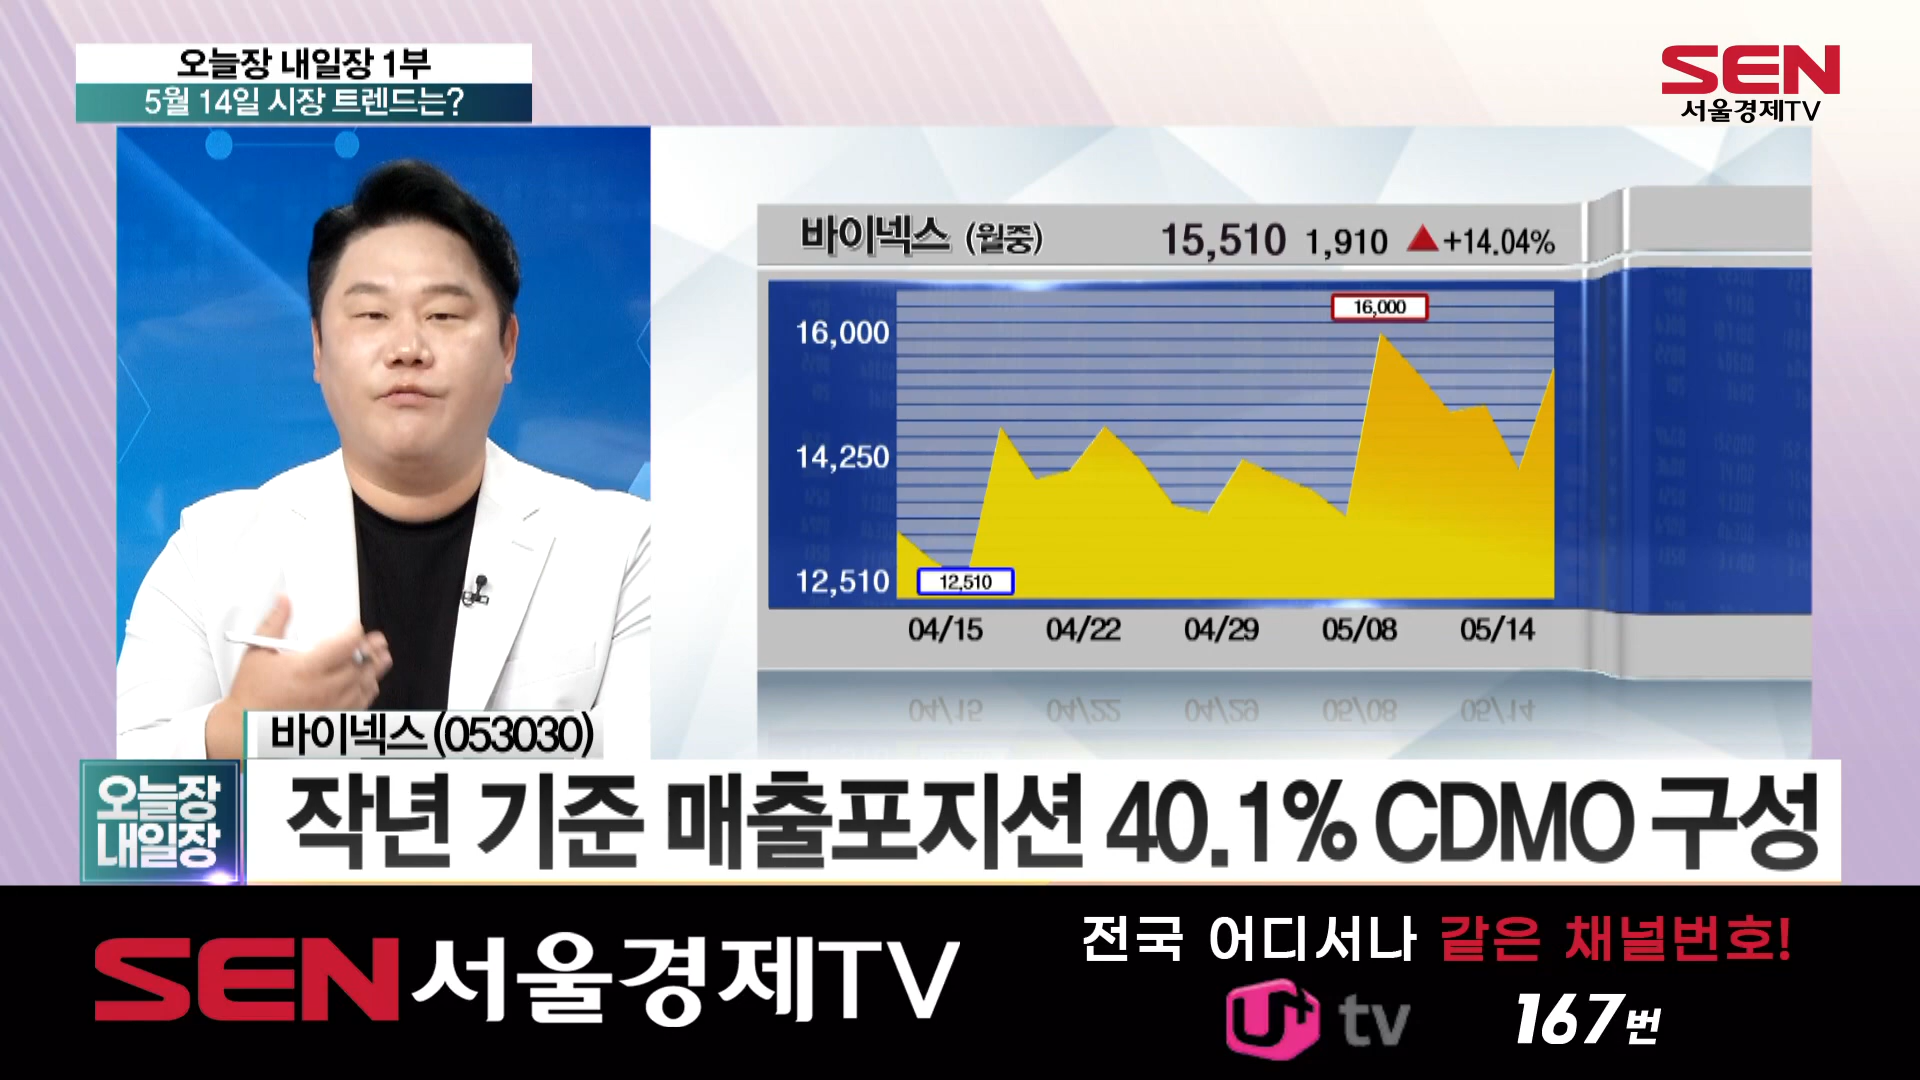 오늘장 내일장 1부
5월 14일 시장 트렌드는?
SEN
서울경제TV
바이넥스 (월중) 15,510 1,910 ▲+14.04%
16,000
16,000
14,250
12,510
12,510
04/15 04/22 04/29 05/08 05/14
바이넥스(053030)
오늘장
내일장
작년 기준 매출포지션 40.1% CDMO 구성
SEN서울경제TV
전국 어디서나 같은 채널번호!
U+ tv 167번